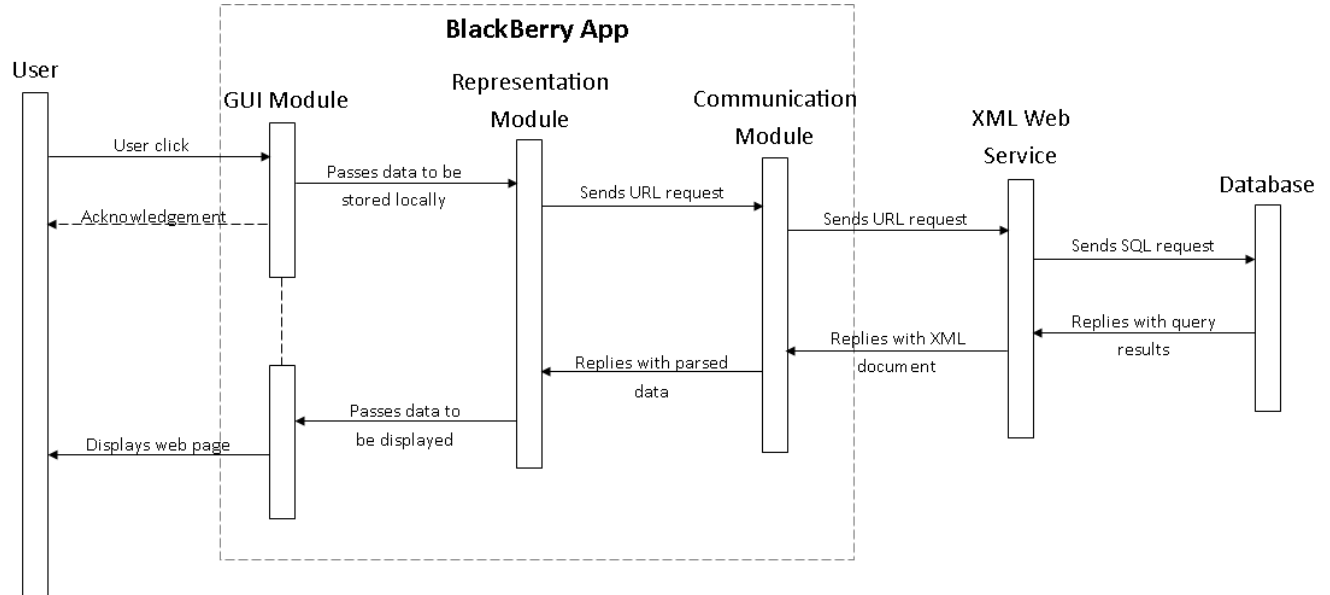 BlackBerry App
User
GUI Module
Representation
Module
Communication
Module
XML Web
Service
Database
User click
Passes data to be
stored locally
Sends URL request
Acknowledgement
Sends URL request
Sends SQL request
Replies with query
results
Replies with XML
document
Replies with parsed
data
Passes data to
be displayed
Displays web page